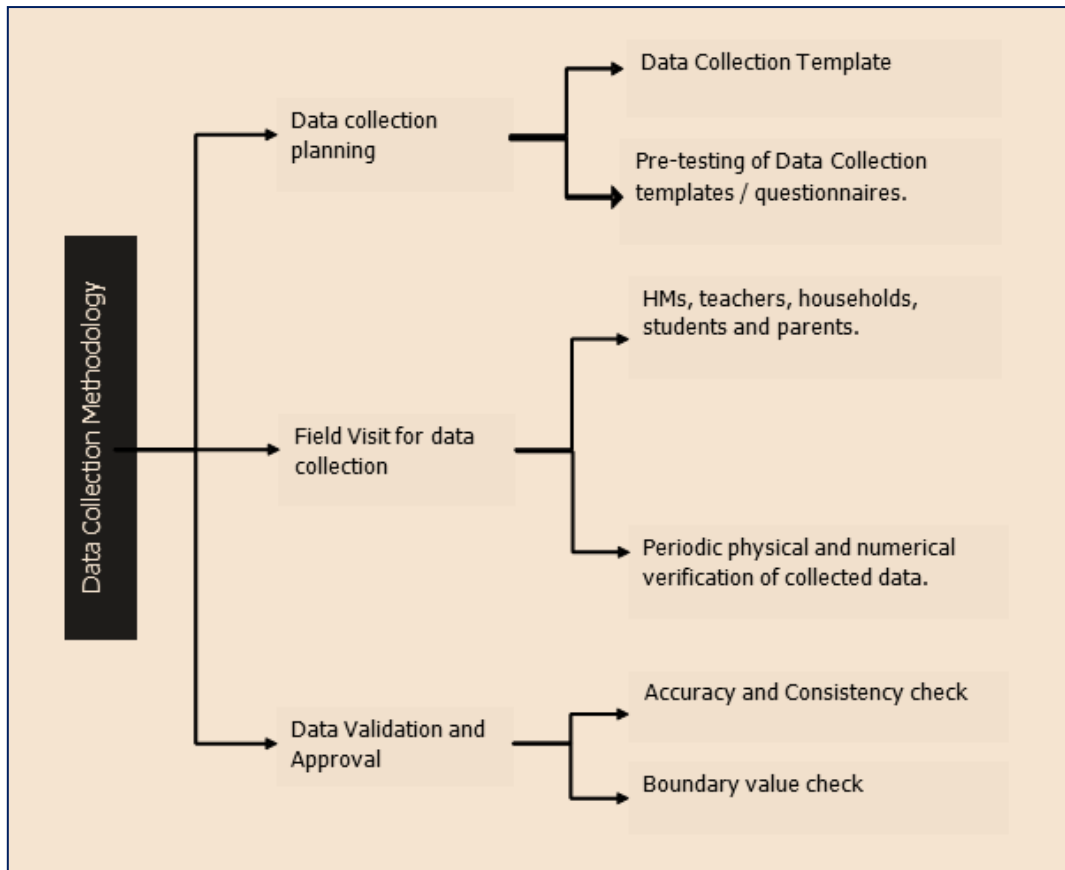 Data Collection Methodology
Data collection
planning
Data Collection Template
Pre-testing of Data Collection
templates / questionnaires.
Field Visit for data
collection
HMs, teachers, households,
students and parents.
Periodic physical and numerical
verification of collected data.
Data Validation and
Approval
Accuracy and Consistency check
Boundary value check